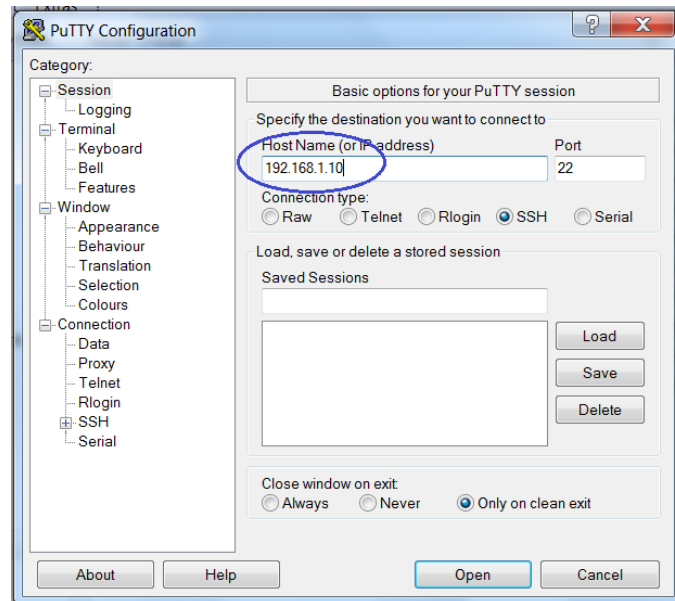 Extras
PuTTY Configuration
Category:
Session
Logging
Terminal
Keyboard
Bell
Features
Window
Appearance
Behaviour
Translation
Selection
Colours
Connection
Data
Proxy
Telnet
Rlogin
SSH
Serial
Basic options for your PuTTY session
Specify the destination you want to connect to
Host Name (or IP address) Port
192.168.1.10 22
Connection type:
Raw Telnet Rlogin SSH Serial
Load, save or delete a stored session
Saved Sessions
Load
Save
Delete
Close window on exit:
Always Never Only on clean exit
About Help Open Cancel